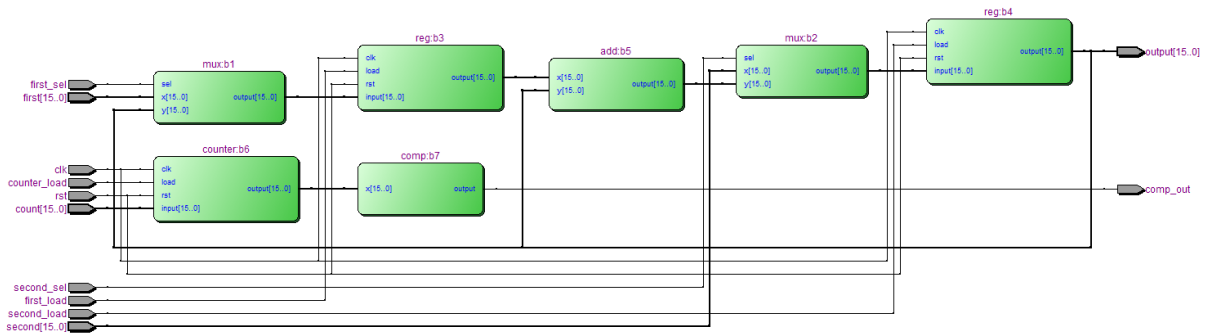 reg:b4
reg:b3
clk
load
rst
input[15..0]
output[15..0]
output[15..0]
add:b5
mux:b2
mux:b1
clk
load
rst
input[15..0]
output[15..0]
x[15..0]
y[15..0]
output[15..0]
sel
x[15..0]
y[15..0]
output[15..0]
first_sel
first[15..0]
sel
x[15..0]
y[15..0]
output[15..0]
counter:b6
comp:b7
clk
counter_load
rst
count[15..0]
clk
load
rst
input[15..0]
output[15..0]
x[15..0]
output
comp_out
second_sel
first_load
second_load
second[15..0]